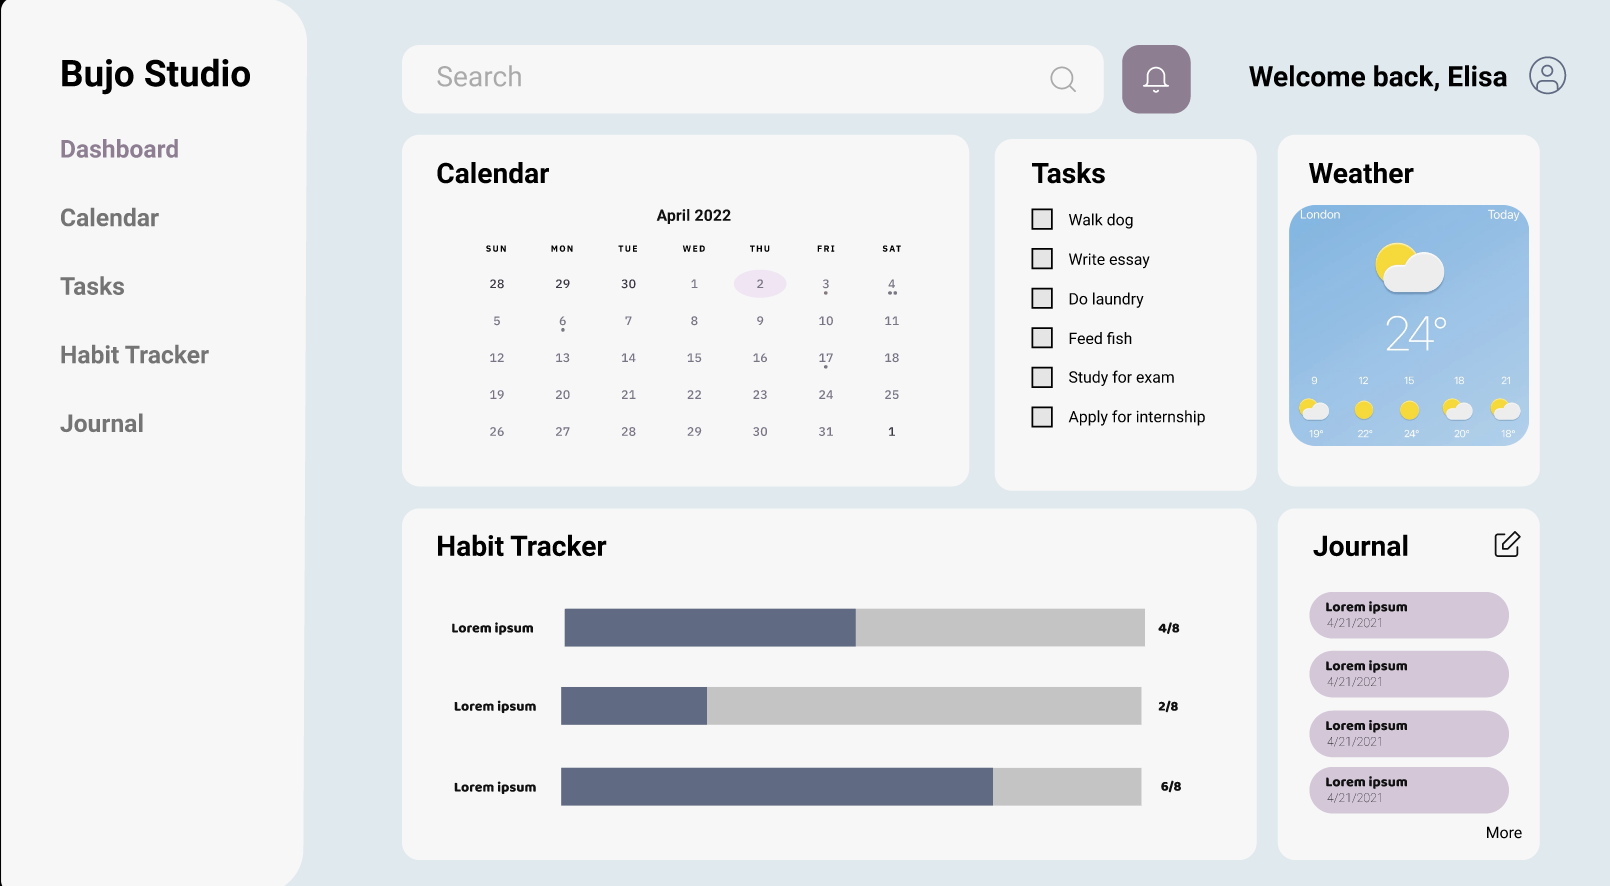 Bujo Studio
Dashboard
Calendar
Tasks
Habit Tracker
Journal
Search
Welcome back, Elisa
Calendar
April 2022
SUN MON TUE WED THU FRI SAT
28 29 30 1 2 3 4
5 6 7 8 9 10 11
12 13 14 15 16 17 18
19 20 21 22 23 24 25
26 27 28 29 30 31 1
Tasks
Walk dog
Write essay
Do laundry
Feed fish
Study for exam
Apply for internship
Weather
London Today
24°
9 12 15 18 21
19° 22° 24° 20° 18°
Habit Tracker
Lorem ipsum 4/8
Lorem ipsum 2/8
Lorem ipsum 6/8
Journal
Lorem ipsum
4/21/2021
Lorem ipsum
4/21/2021
Lorem ipsum
4/21/2021
Lorem ipsum
4/21/2021
More